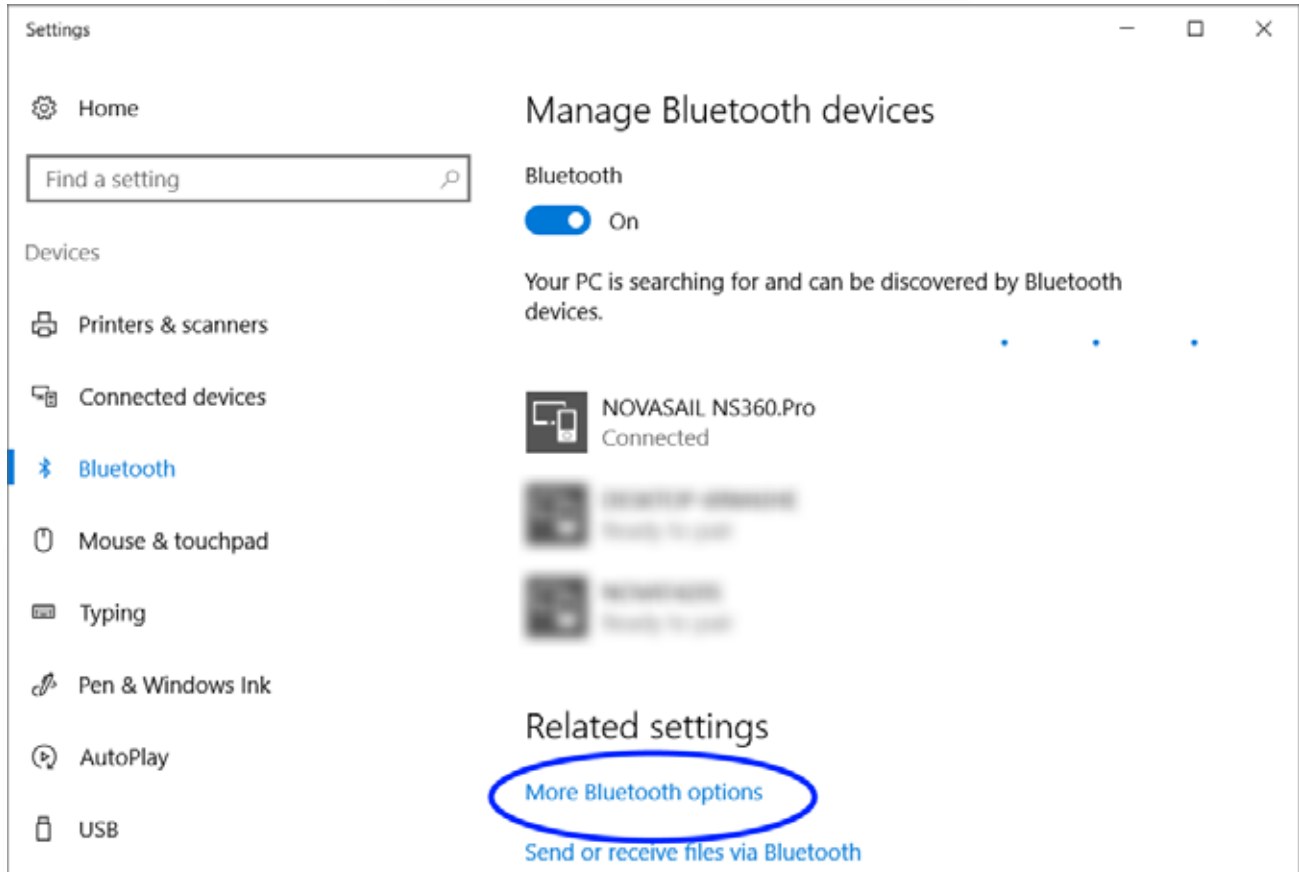 Settings
Home
Find a setting
Devices
Printers & scanners
Connected devices
Bluetooth
Mouse & touchpad
Typing
Pen & Windows Ink
AutoPlay
USB
Manage Bluetooth devices
Bluetooth
On
Your PC is searching for and can be discovered by Bluetooth
devices.
NOVASAIL NS360.Pro
Connected
Related settings
More Bluetooth options
Send or receive files via Bluetooth